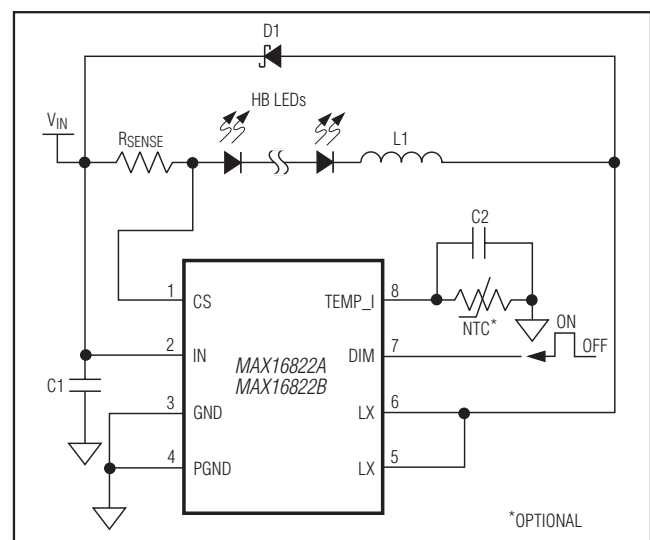 D1
HB LEDs
VIN
RSENSE
L1
C2
1
CS
TEMP_I
8
NTC*
ON
OFF
2
IN
MAX16822A
MAX16822B
DIM
7
C1
3
GND
LX
6
4
PGND
LX
5
*OPTIONAL